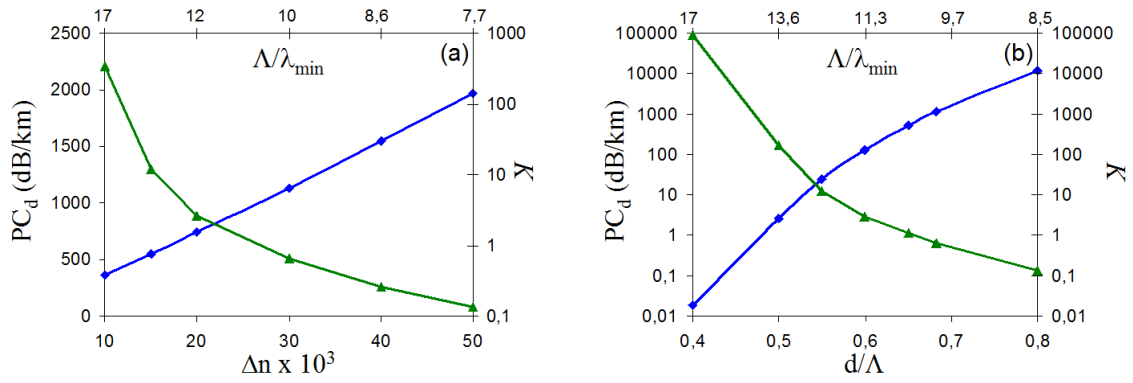 17 12 10 8,6 7,7
2500 1000
2000 100
1500 10
1000 1
500
0 0,1
10 20 30 40 50
Λ/λmin
(a)
PCd (dB/km)
K
Δn x 10³
17 13,6 11,3 9,7 8,5
100000 100000
10000 10000
1000 1000
100 100
10 10
1 1
0,1 0,1
0,01 0,01
0,4 0,5 0,6 0,7 0,8
Λ/λmin
(b)
PCd (dB/km)
K
d/Λ